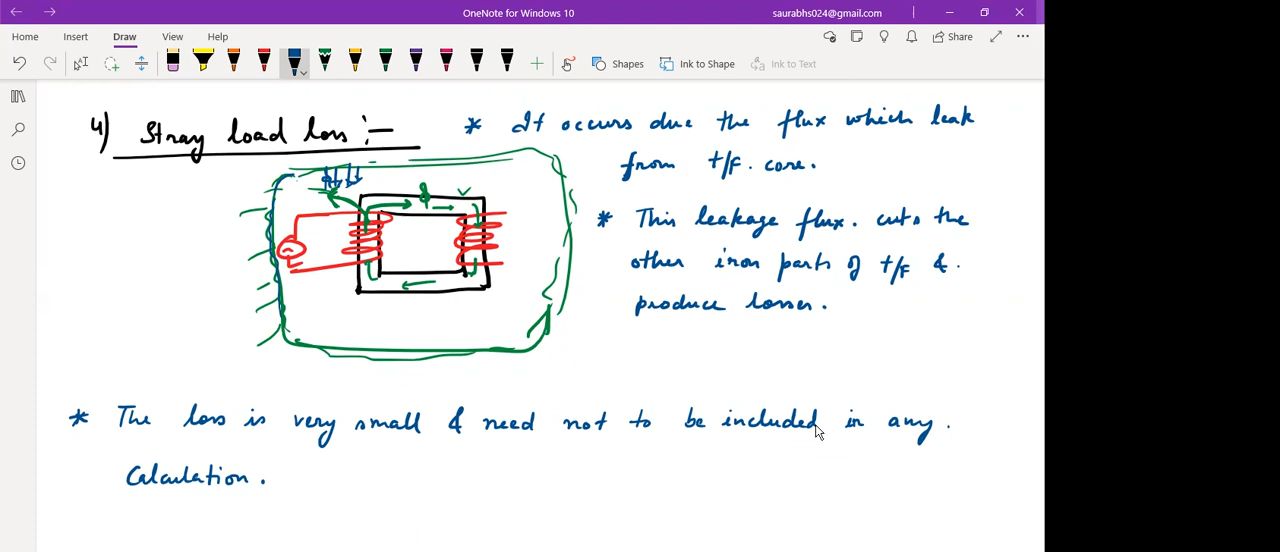 OneNote for Windows 10
saurabhs024@gmail.com
Home Insert Draw View Help
Share
Shapes
Ink to Shape
Ink to Text
4) Stray load loss :-
* It occurs due the flux which leak
from t/f. core.
ϕ
* This leakage flux. cuts the
other iron parts of t/f &.
produce losses.
* The loss is very small & need not to be included in any.
Calculation.